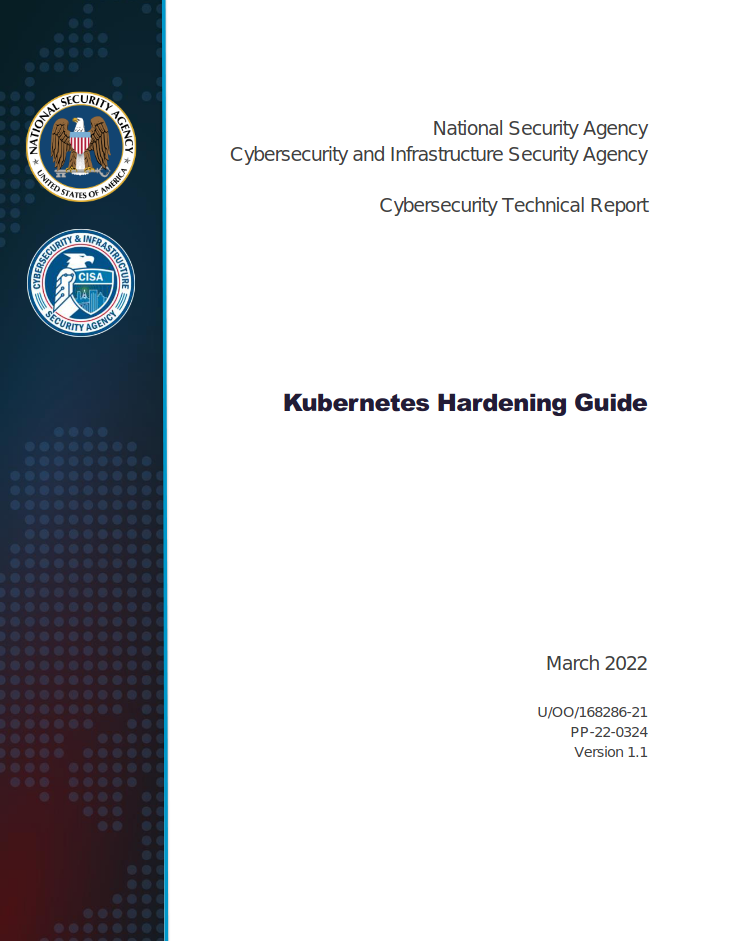 NATIONAL SECURITY AGENCY
UNITED STATES OF AMERICA
CYBERSECURITY & INFRASTRUCTURE
CISA
SECURITY AGENCY
National Security Agency
Cybersecurity and Infrastructure Security Agency
Cybersecurity Technical Report
Kubernetes Hardening Guide
March 2022
U/OO/168286-21
PP-22-0324
Version 1.1